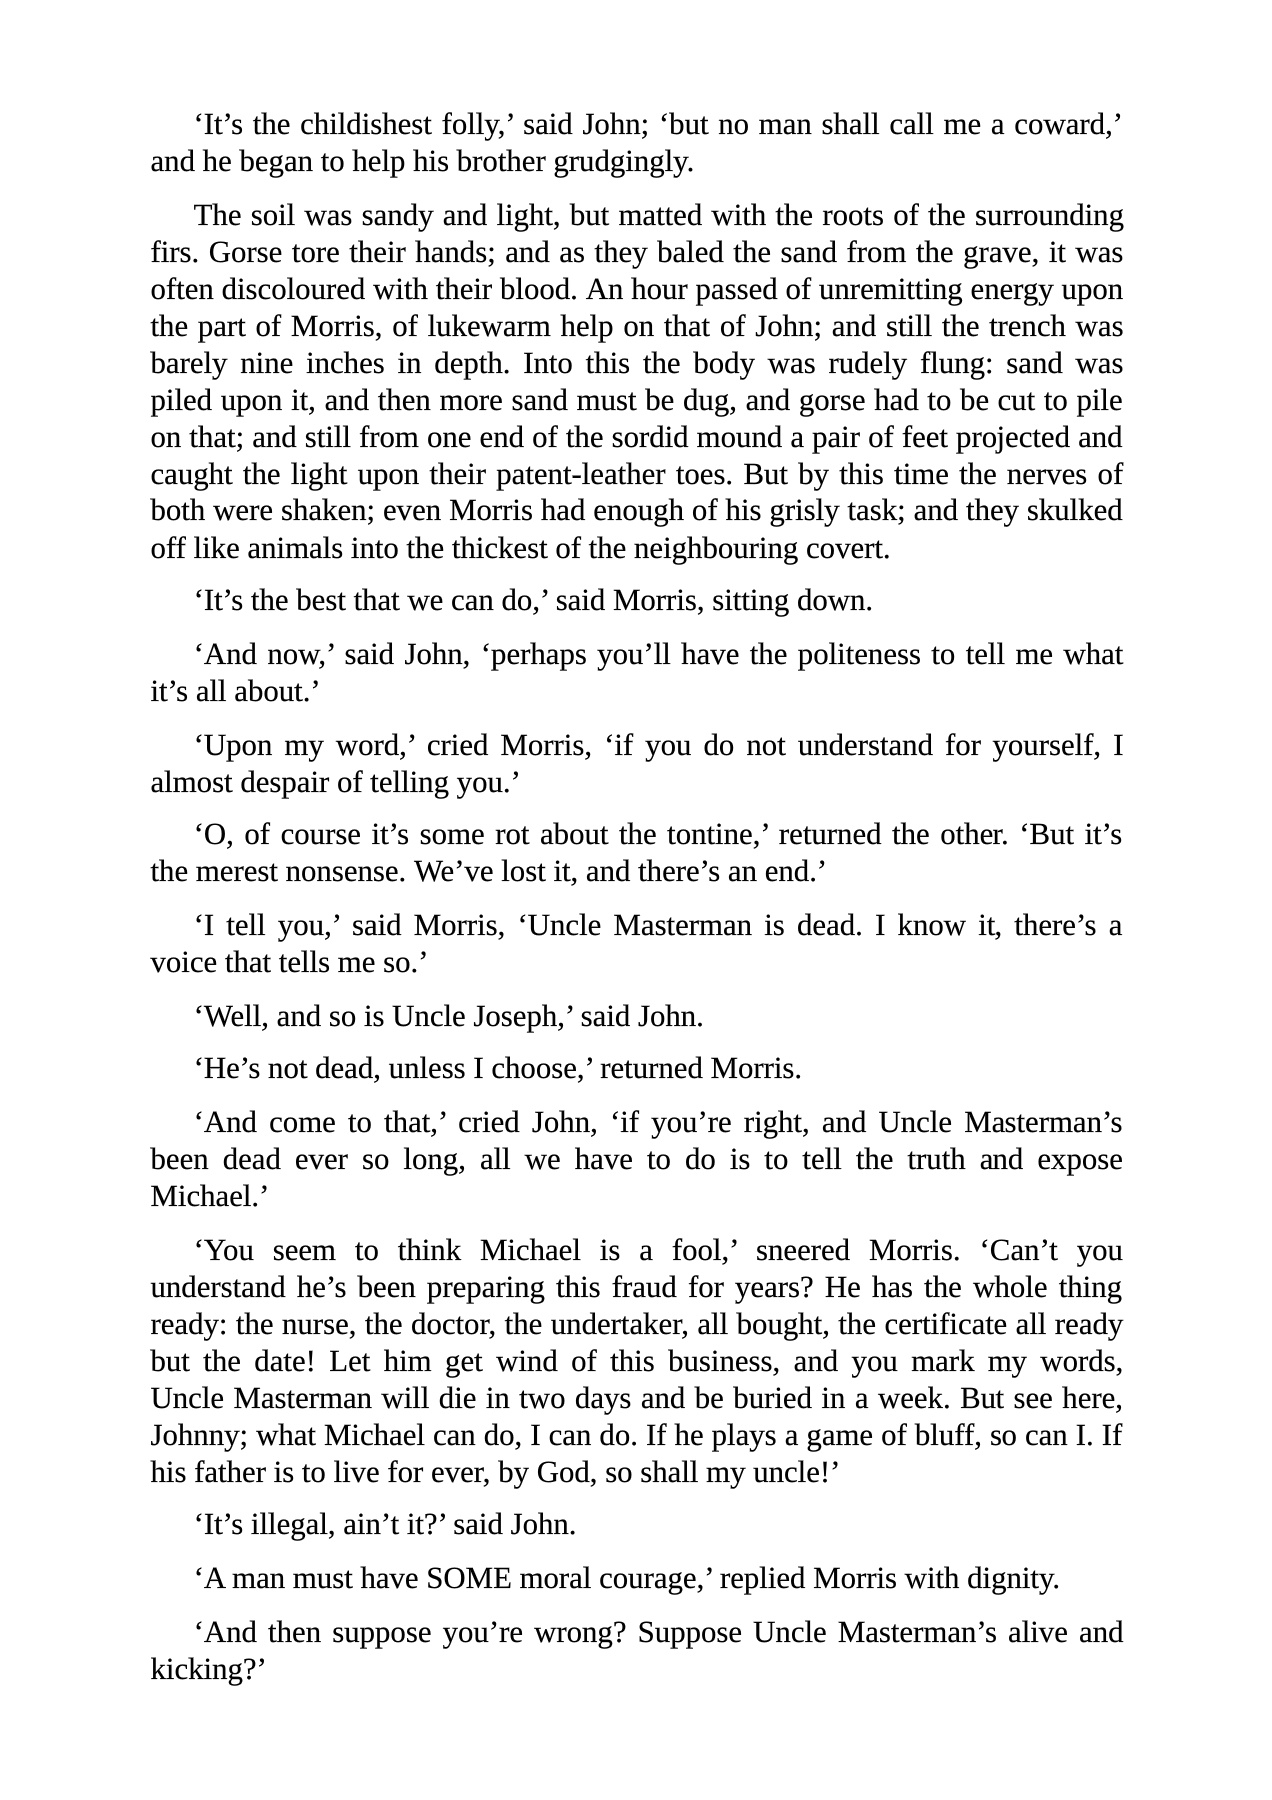 ‘It’s the childishest folly,’ said John; ‘but no man shall call me a coward,’
and he began to help his brother grudgingly.
The soil was sandy and light, but matted with the roots of the surrounding
firs. Gorse tore their hands; and as they baled the sand from the grave, it was
often discoloured with their blood. An hour passed of unremitting energy upon
the part of Morris, of lukewarm help on that of John; and still the trench was
barely nine inches in depth. Into this the body was rudely flung: sand was
piled upon it, and then more sand must be dug, and gorse had to be cut to pile
on that; and still from one end of the sordid mound a pair of feet projected and
caught the light upon their patent-leather toes. But by this time the nerves of
both were shaken; even Morris had enough of his grisly task; and they skulked
off like animals into the thickest of the neighbouring covert.
‘It’s the best that we can do,’ said Morris, sitting down.
‘And now,’ said John, ‘perhaps you’ll have the politeness to tell me what
it’s all about.’
‘Upon my word,’ cried Morris, ‘if you do not understand for yourself, I
almost despair of telling you.’
‘O, of course it’s some rot about the tontine,’ returned the other. ‘But it’s
the merest nonsense. We’ve lost it, and there’s an end.’
‘I tell you,’ said Morris, ‘Uncle Masterman is dead. I know it, there’s a
voice that tells me so.’
‘Well, and so is Uncle Joseph,’ said John.
‘He’s not dead, unless I choose,’ returned Morris.
‘And come to that,’ cried John, ‘if you’re right, and Uncle Masterman’s
been dead ever so long, all we have to do is to tell the truth and expose
Michael.’
‘You seem to think Michael is a fool,’ sneered Morris. ‘Can’t you
understand he’s been preparing this fraud for years? He has the whole thing
ready: the nurse, the doctor, the undertaker, all bought, the certificate all ready
but the date! Let him get wind of this business, and you mark my words,
Uncle Masterman will die in two days and be buried in a week. But see here,
Johnny; what Michael can do, I can do. If he plays a game of bluff, so can I. If
his father is to live for ever, by God, so shall my uncle!’
‘It’s illegal, ain’t it?’ said John.
‘A man must have SOME moral courage,’ replied Morris with dignity.
‘And then suppose you’re wrong? Suppose Uncle Masterman’s alive and
kicking?’